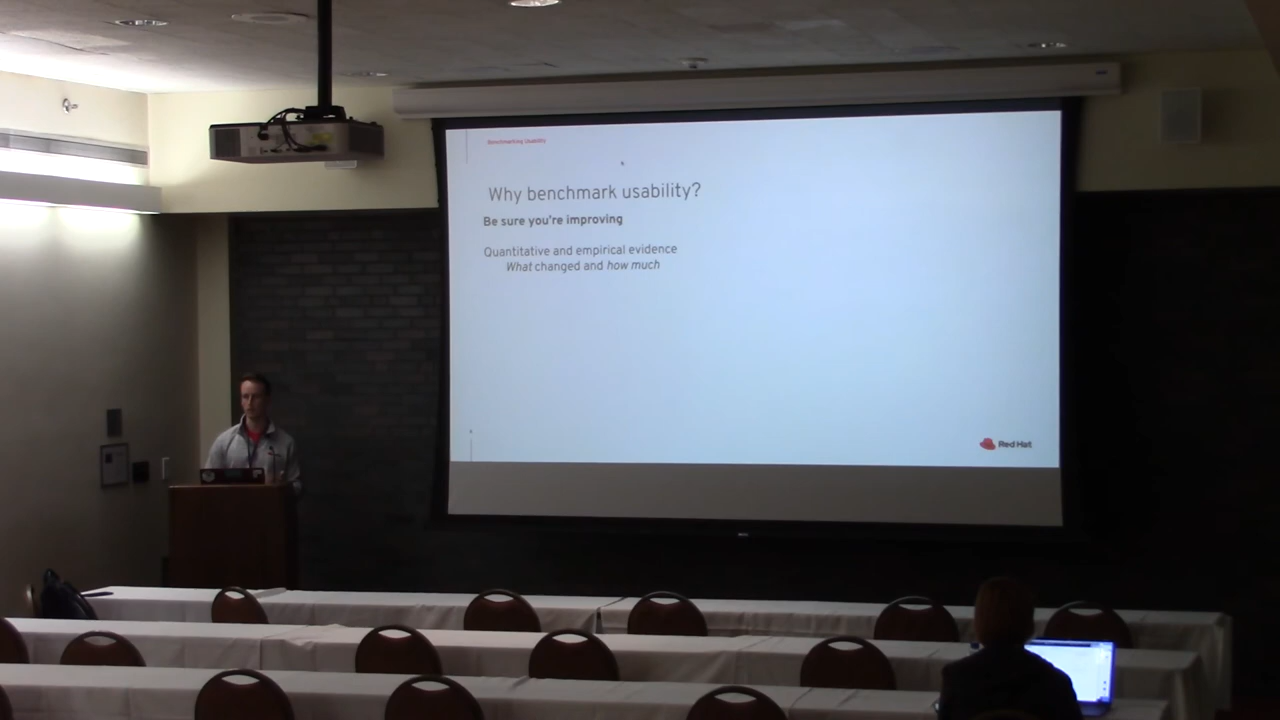 Benchmarking Usability
Why benchmark usability?
Be sure you're improving
Quantitative and empirical evidence
What changed and how much
Red Hat